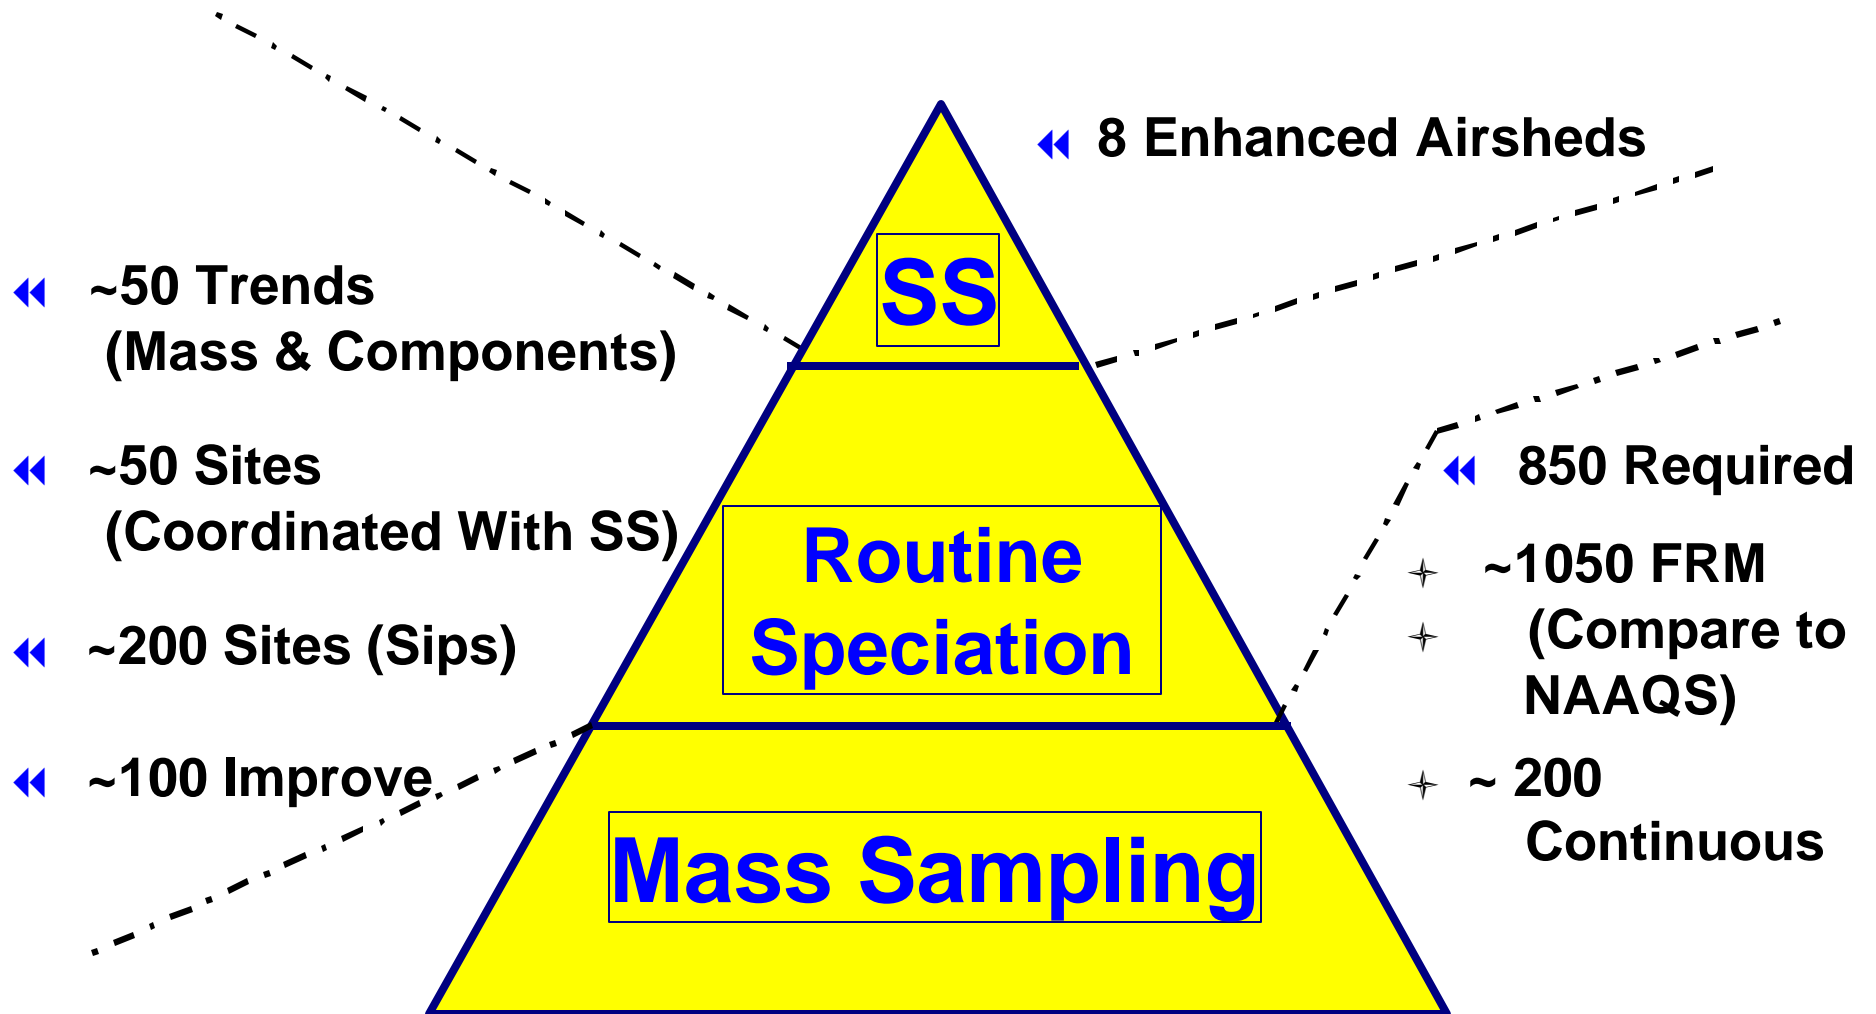 8 Enhanced Airsheds
SS
~50 Trends
(Mass & Components)
~50 Sites
(Coordinated With SS)
~200 Sites (Sips)
~100 Improve
Routine
Speciation
850 Required
~1050 FRM
(Compare to
NAAQS)
~ 200
Continuous
Mass Sampling